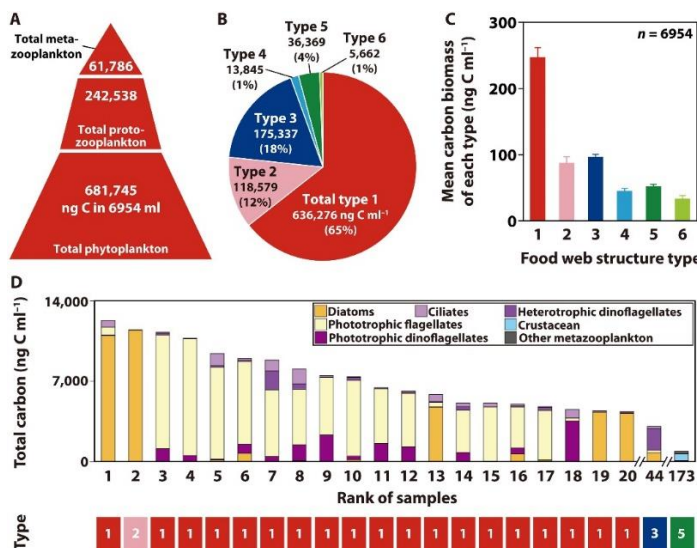 A
Total meta-
zooplankton
61,786
242,538
Total proto-
zooplankton
681,745
ng C in 6954 ml
Total phytoplankton
B
Type 5
36,369
(4%)
Type 6
5,662
(1%)
Type 4
13,845
(1%)
Type 3
175,337
(18%)
Type 2
118,579
(12%)
Total type 1
636,276 ng C ml⁻¹
(65%)
C
n = 6954
Mean carbon biomass
of each type (ng C ml⁻¹)
300
200
100
0
1 2 3 4 5 6
Food web structure type
D
Total carbon (ng C ml⁻¹)
14,000
7,000
0
Diatoms
Ciliates
Heterotrophic dinoflagellates
Phototrophic flagellates
Crustacean
Phototrophic dinoflagellates
Other metazooplankton
1 2 3 4 5 6 7 8 9 10 11 12 13 14 15 16 17 18 19 20 44 173
Rank of samples
Type
1 2 1 1 1 1 1 1 1 1 1 1 1 1 1 1 1 1 1 1 3 5